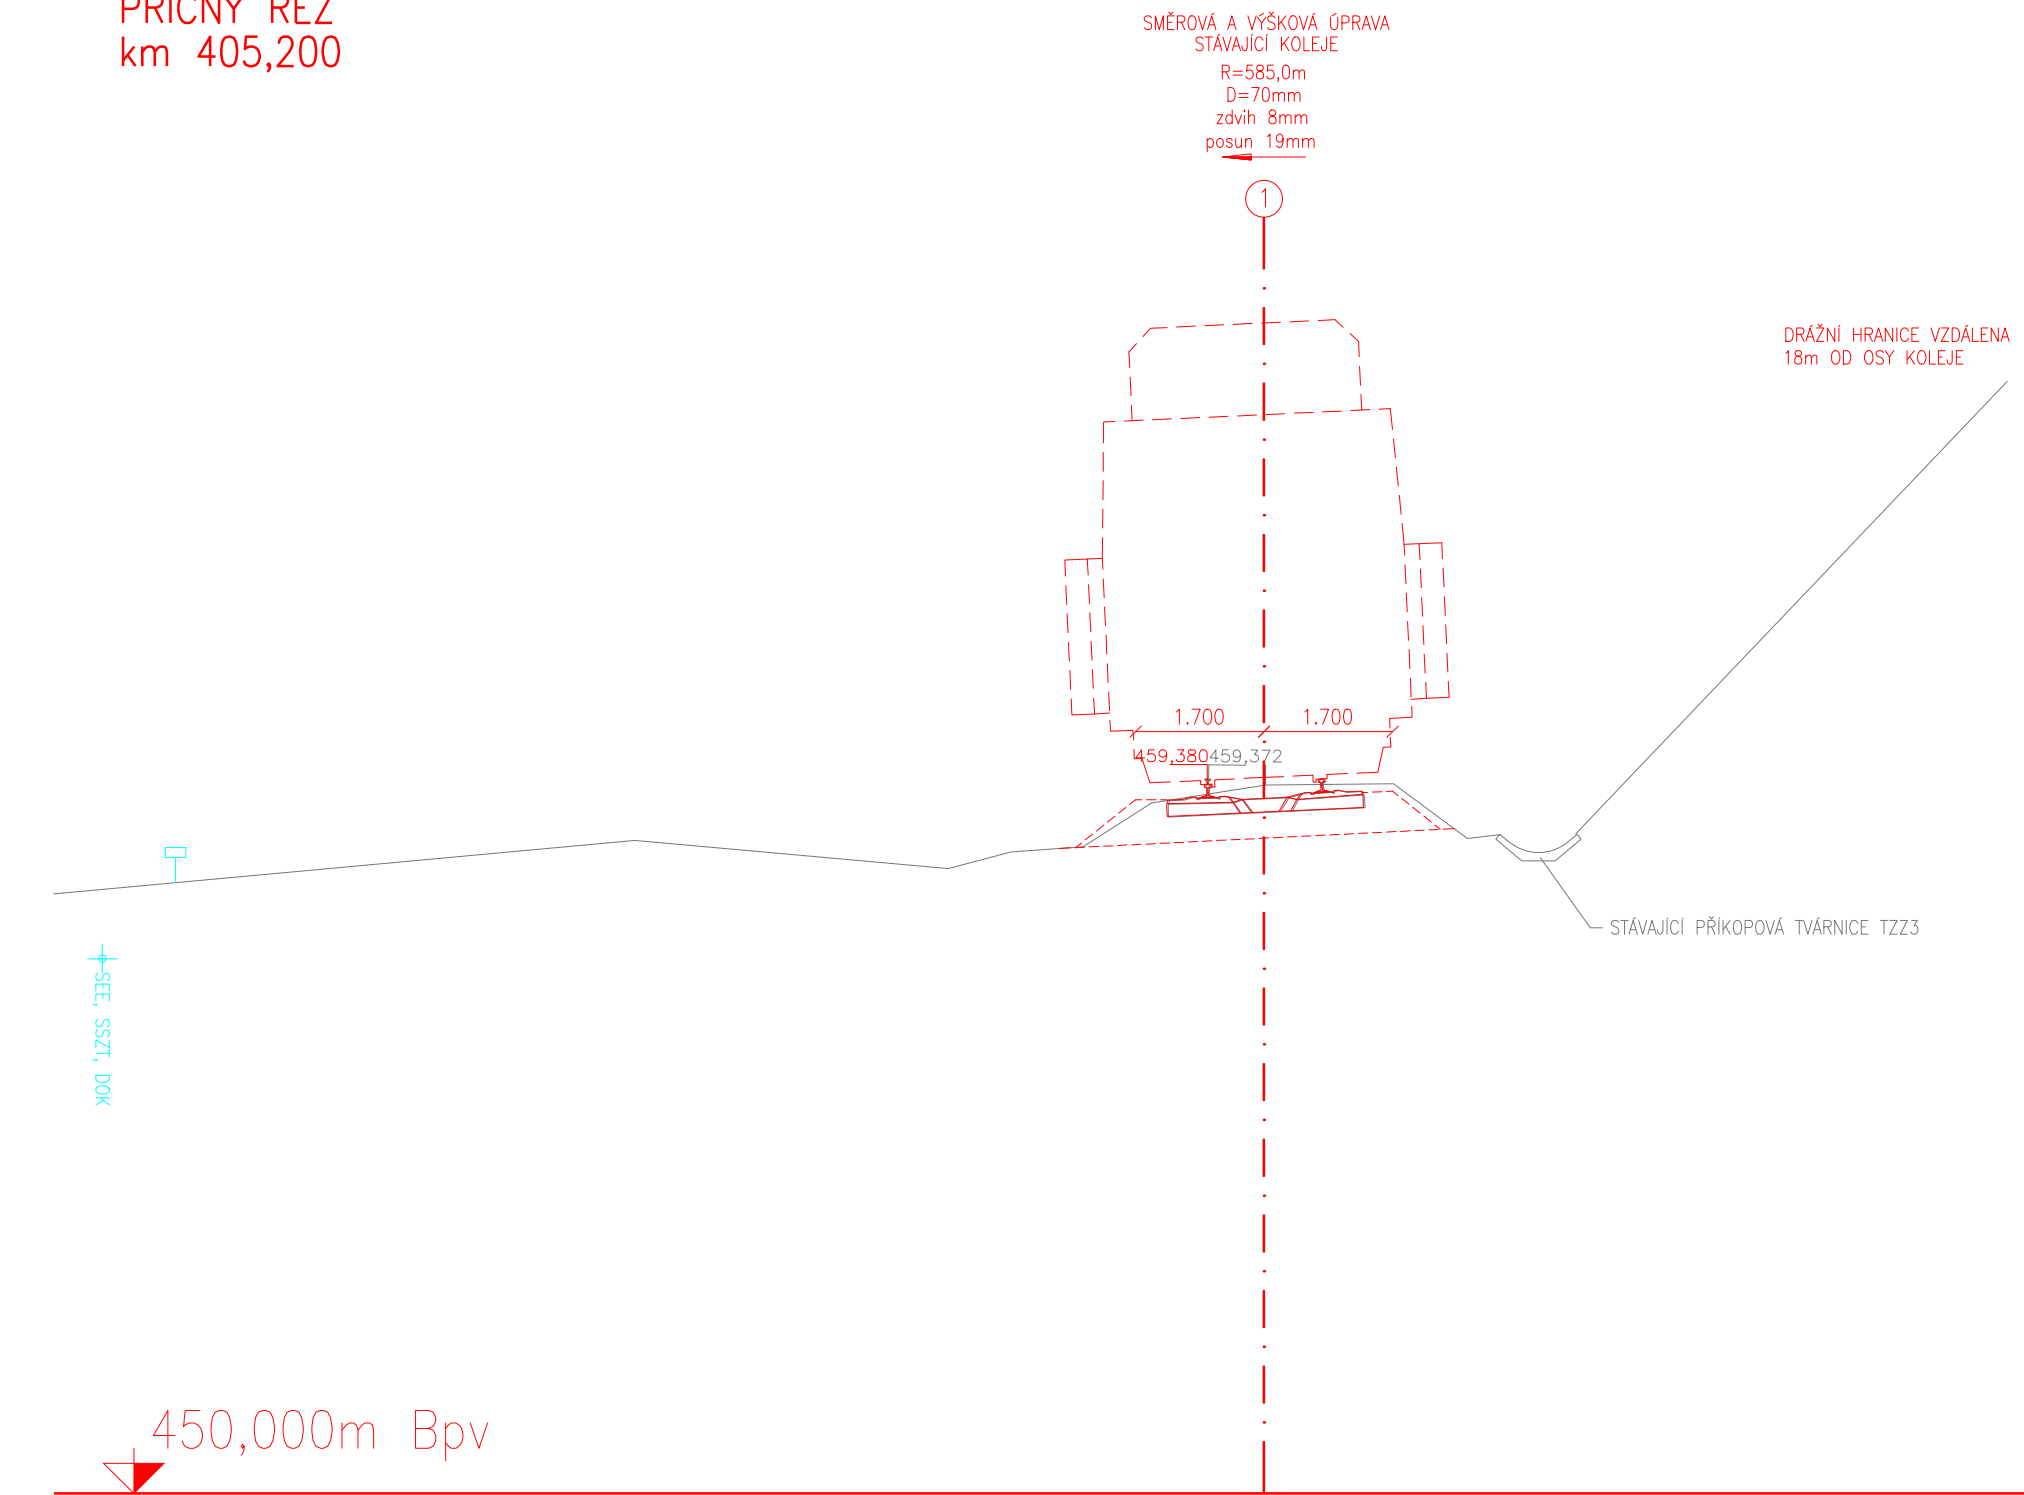 PŘÍČNÝ ŘEZ
km 405,200
SMĚROVÁ A VÝŠKOVÁ ÚPRAVA
STÁVAJÍCÍ KOLEJE
R=585,0m
D=70mm
zdvih 8mm
posun 19mm
1
DRÁŽNÍ HRANICE VZDÁLENA
18m OD OSY KOLEJE
1.700 1.700
459,380 459,372
STÁVAJÍCÍ PŘÍKOPOVÁ TVÁRNICE TZZ3
SEE, SSZT, DOK
450,000m Bpv